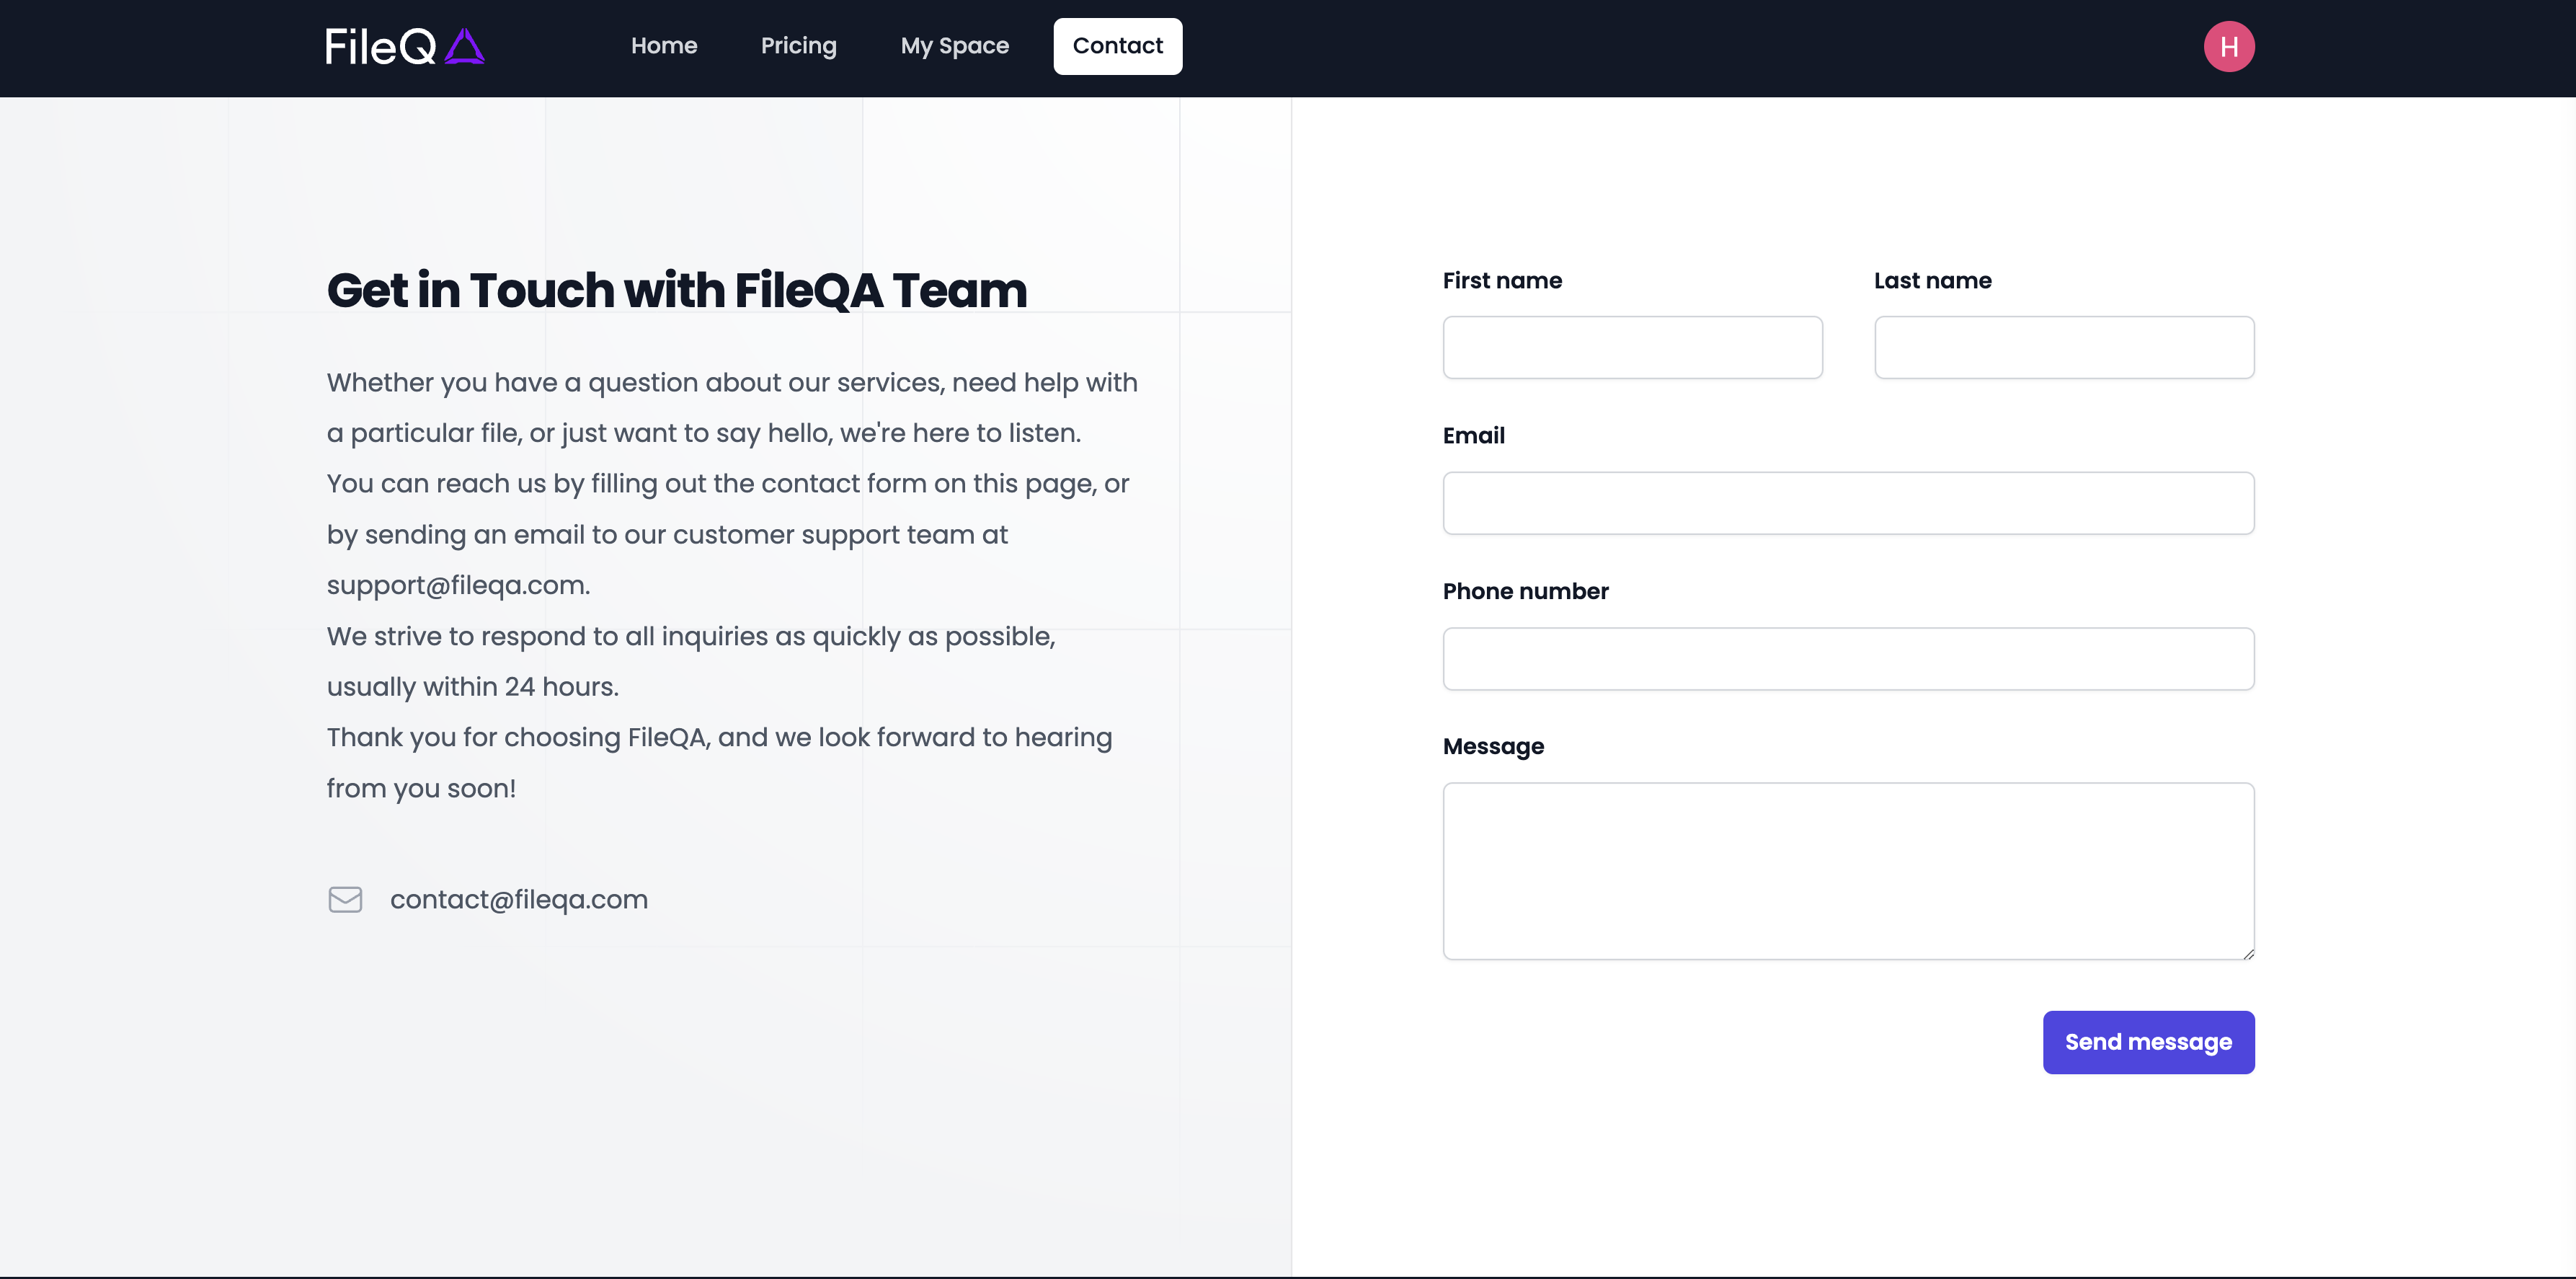 FileQA
Home
Pricing
My Space
Contact
H
Get in Touch with FileQA Team
Whether you have a question about our services, need help with
a particular file, or just want to say hello, we're here to listen.
You can reach us by filling out the contact form on this page, or
by sending an email to our customer support team at
support@fileqa.com.
We strive to respond to all inquiries as quickly as possible,
usually within 24 hours.
Thank you for choosing FileQA, and we look forward to hearing
from you soon!
contact@fileqa.com
First name
Last name
Email
Phone number
Message
Send message